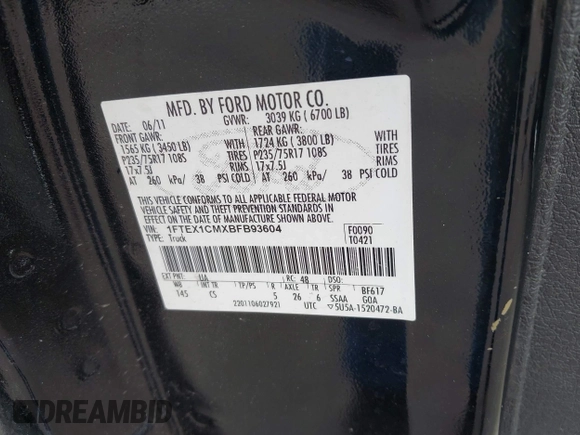 MFD. BY FORD MOTOR CO.
DATE: 06/11 GVWR: 3039 KG ( 6700 LB)
FRONT GAWR: REAR GAWR:
1565 KG (3450 LB) WITH 1724 KG ( 3800 LB) WITH
P235/75R17 108S TIRES P235/75R17 108S TIRES
17x7.5J RIMS 17x7.5J RIMS
AT 260 kPa/ 38 PSI COLD AT 260 kPa/ 38 PSI COLD
THIS VEHICLE CONFORMS TO ALL APPLICABLE FEDERAL MOTOR
VEHICLE SAFETY AND THEFT PREVENTION STANDARDS IN
EFFECT ON THE DATE OF MANUFACTURE SHOWN ABOVE.
VIN: 1FTEX1CMXBFB93604 F0090
TYPE: Truck T0421
EXT PNT: UA RC: 48 DSO:
WB INT TR TP/PS R AXLE TR SPR BF617
145 CS 5 26 6 SSAA GOA
2201106027921 UTC 5U5A-1520472-BA
DREAMBID